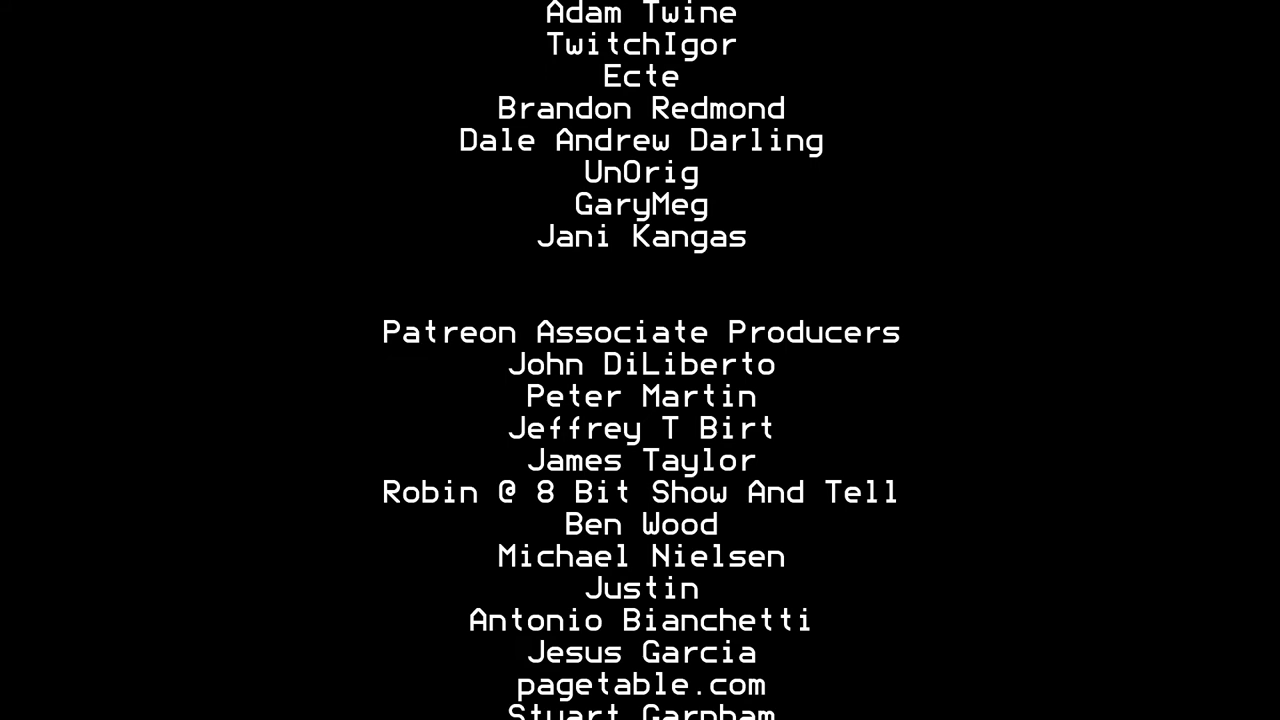 Adam Twine
TwitchIgor
Ecte
Brandon Redmond
Dale Andrew Darling
UnOrig
GaryMeg
Jani Kangas
Patreon Associate Producers
John DiLiberto
Peter Martin
Jeffrey T Birt
James Taylor
Robin @ 8 Bit Show And Tell
Ben Wood
Michael Nielsen
Justin
Antonio Bianchetti
Jesus Garcia
pagetable.com
Stuart